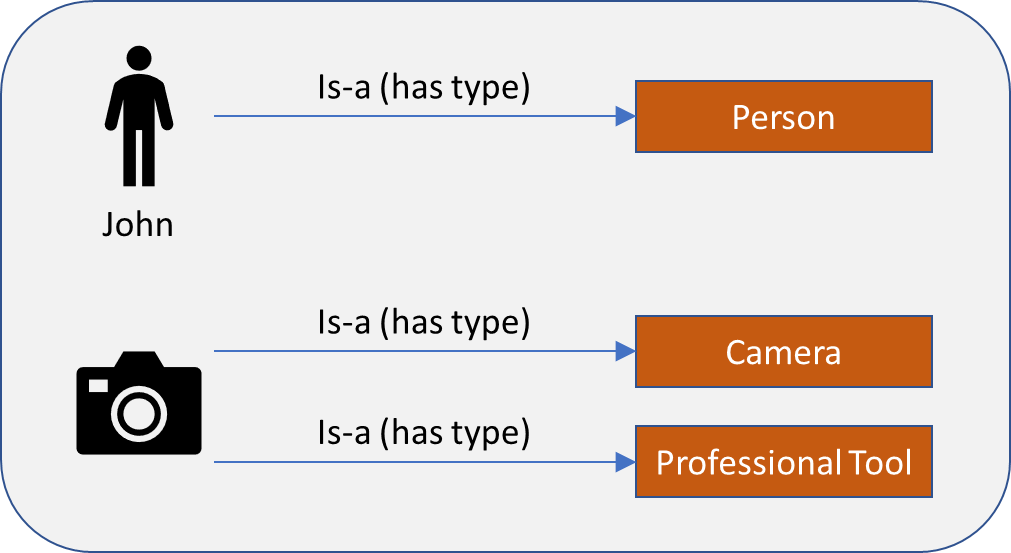 Is-a (has type)
Person
John
Is-a (has type)
Camera
Is-a (has type)
Professional Tool